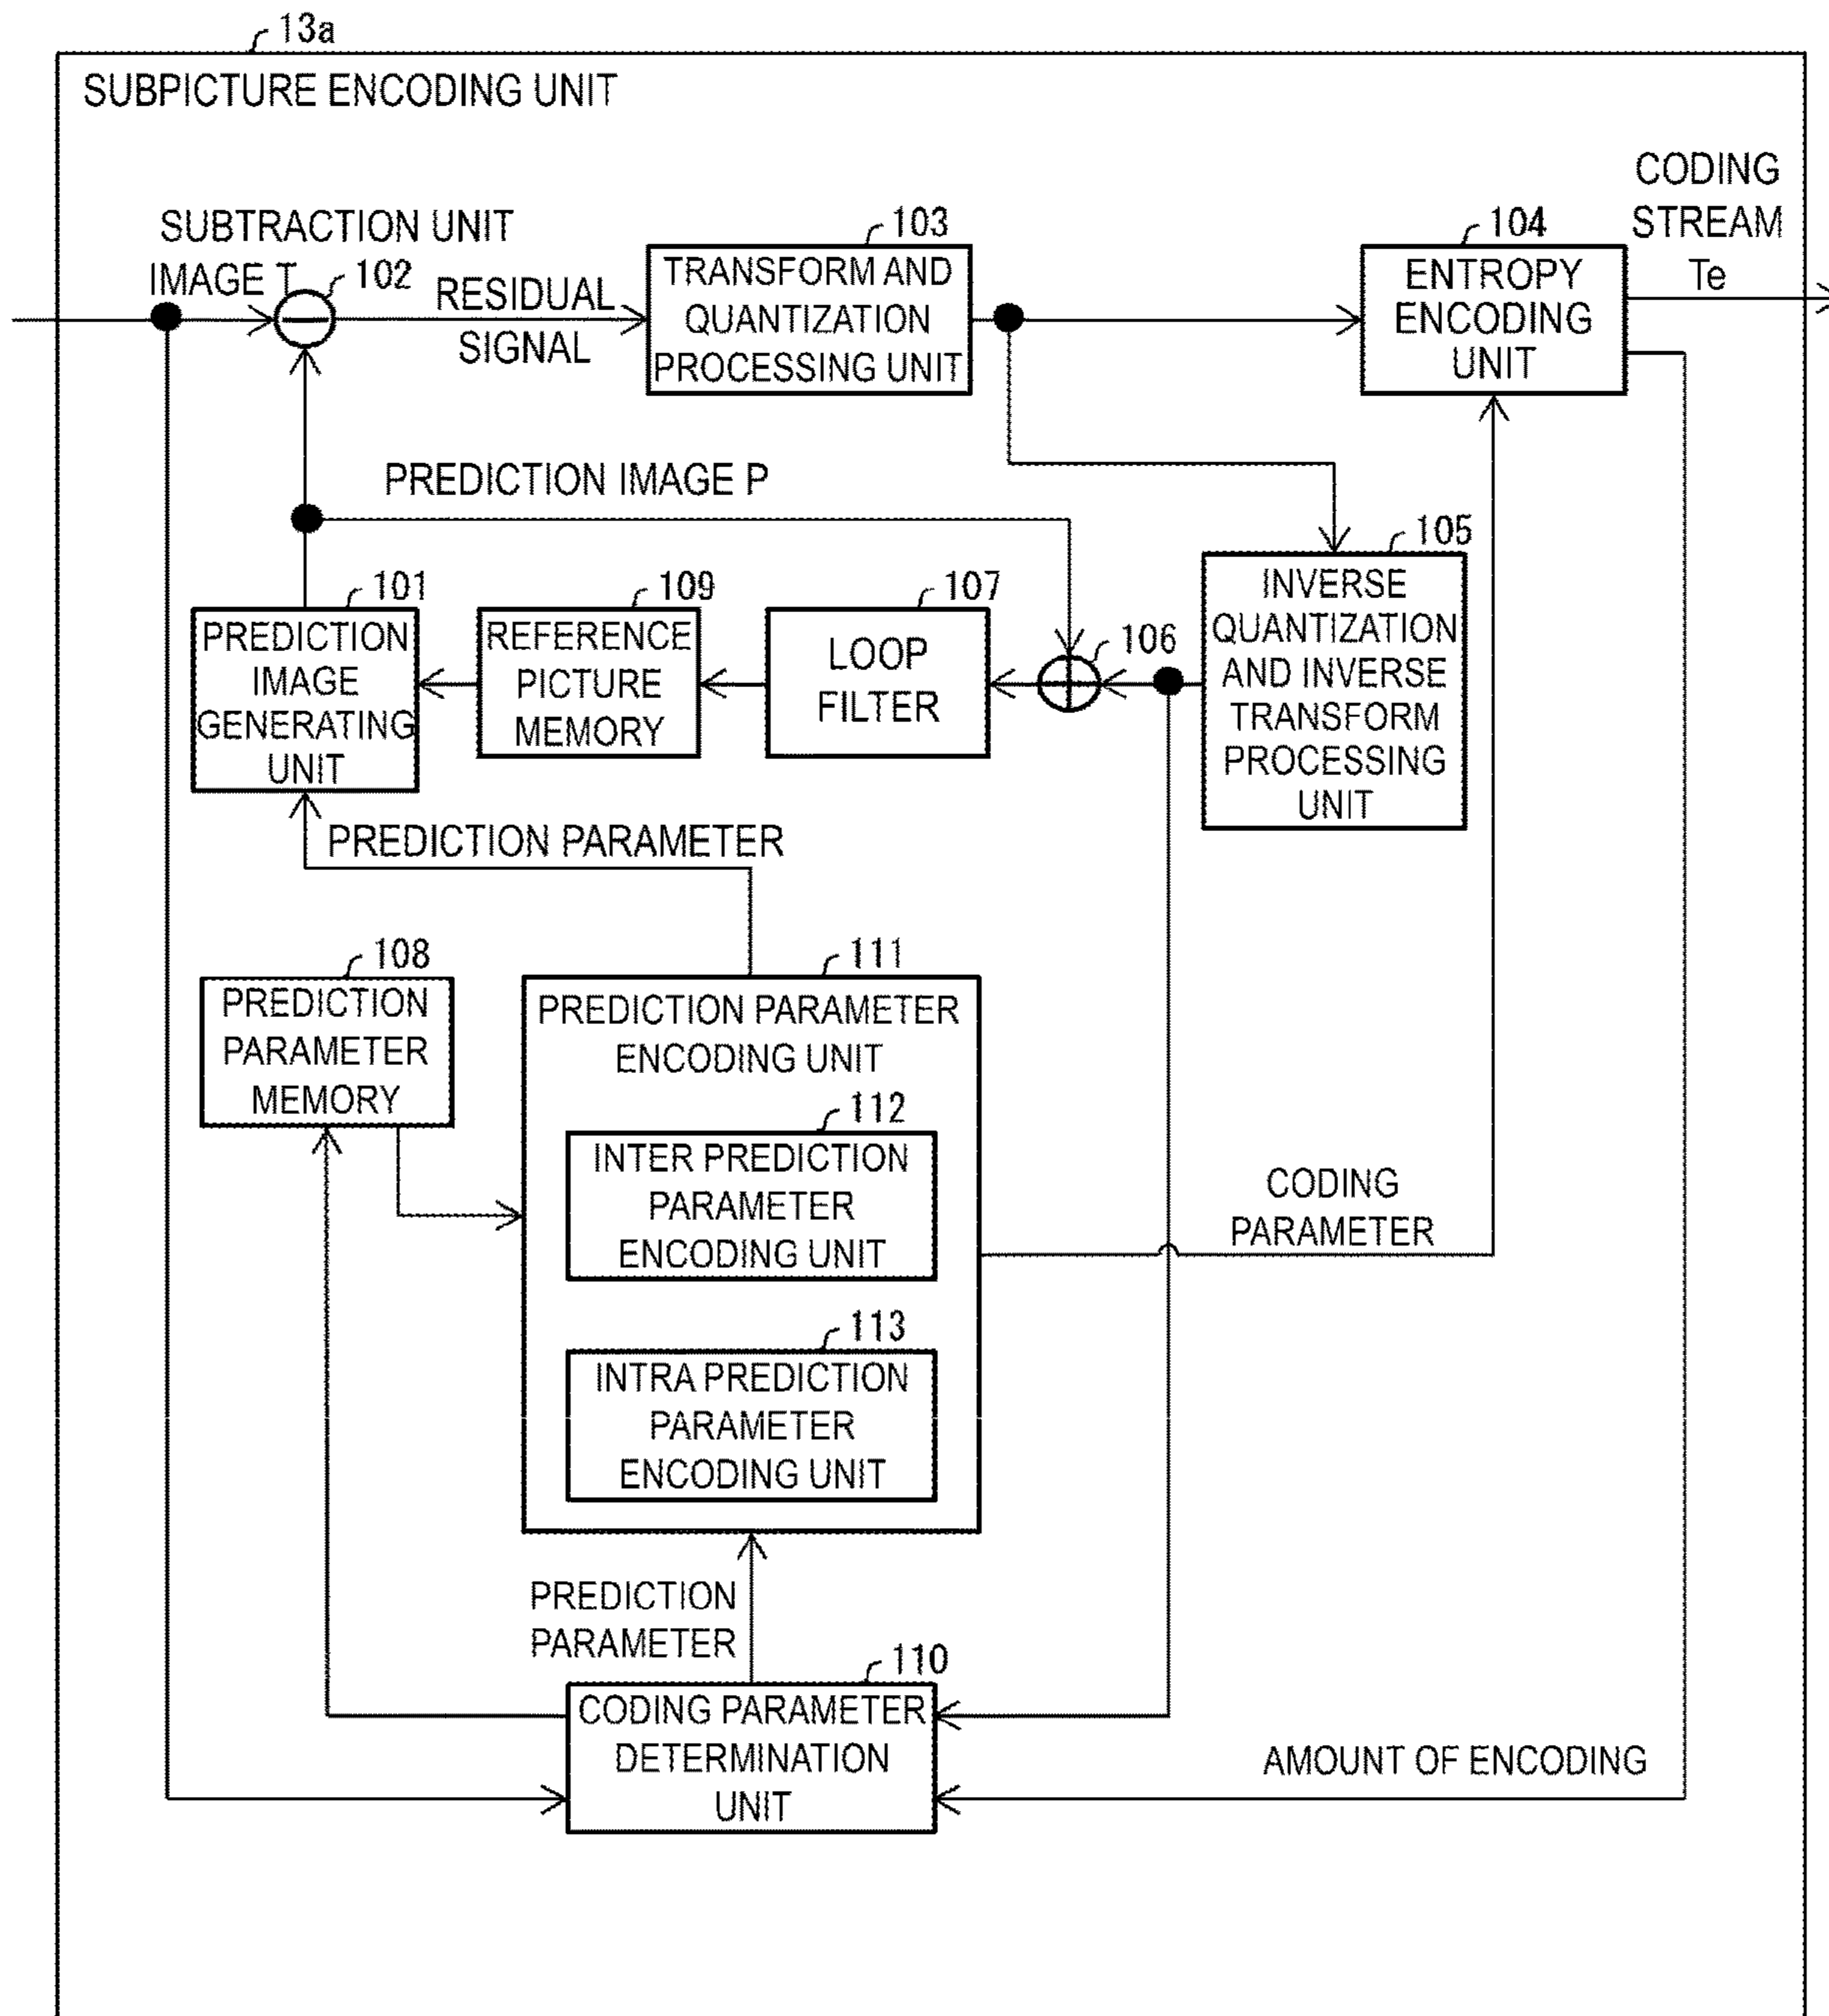 13a
SUBPICTURE ENCODING UNIT
CODING
STREAM
Te
SUBTRACTION UNIT
IMAGE T
102
RESIDUAL
SIGNAL
103
TRANSFORM AND
QUANTIZATION
PROCESSING UNIT
104
ENTROPY
ENCODING
UNIT
PREDICTION IMAGE P
101
PREDICTION
IMAGE
GENERATING
UNIT
109
REFERENCE
PICTURE
MEMORY
107
LOOP
FILTER
106
105
INVERSE
QUANTIZATION
AND INVERSE
TRANSFORM
PROCESSING
UNIT
PREDICTION PARAMETER
108
PREDICTION
PARAMETER
MEMORY
111
PREDICTION PARAMETER
ENCODING UNIT
112
INTER PREDICTION
PARAMETER
ENCODING UNIT
113
INTRA PREDICTION
PARAMETER
ENCODING UNIT
CODING
PARAMETER
PREDICTION
PARAMETER
110
CODING PARAMETER
DETERMINATION
UNIT
AMOUNT OF ENCODING